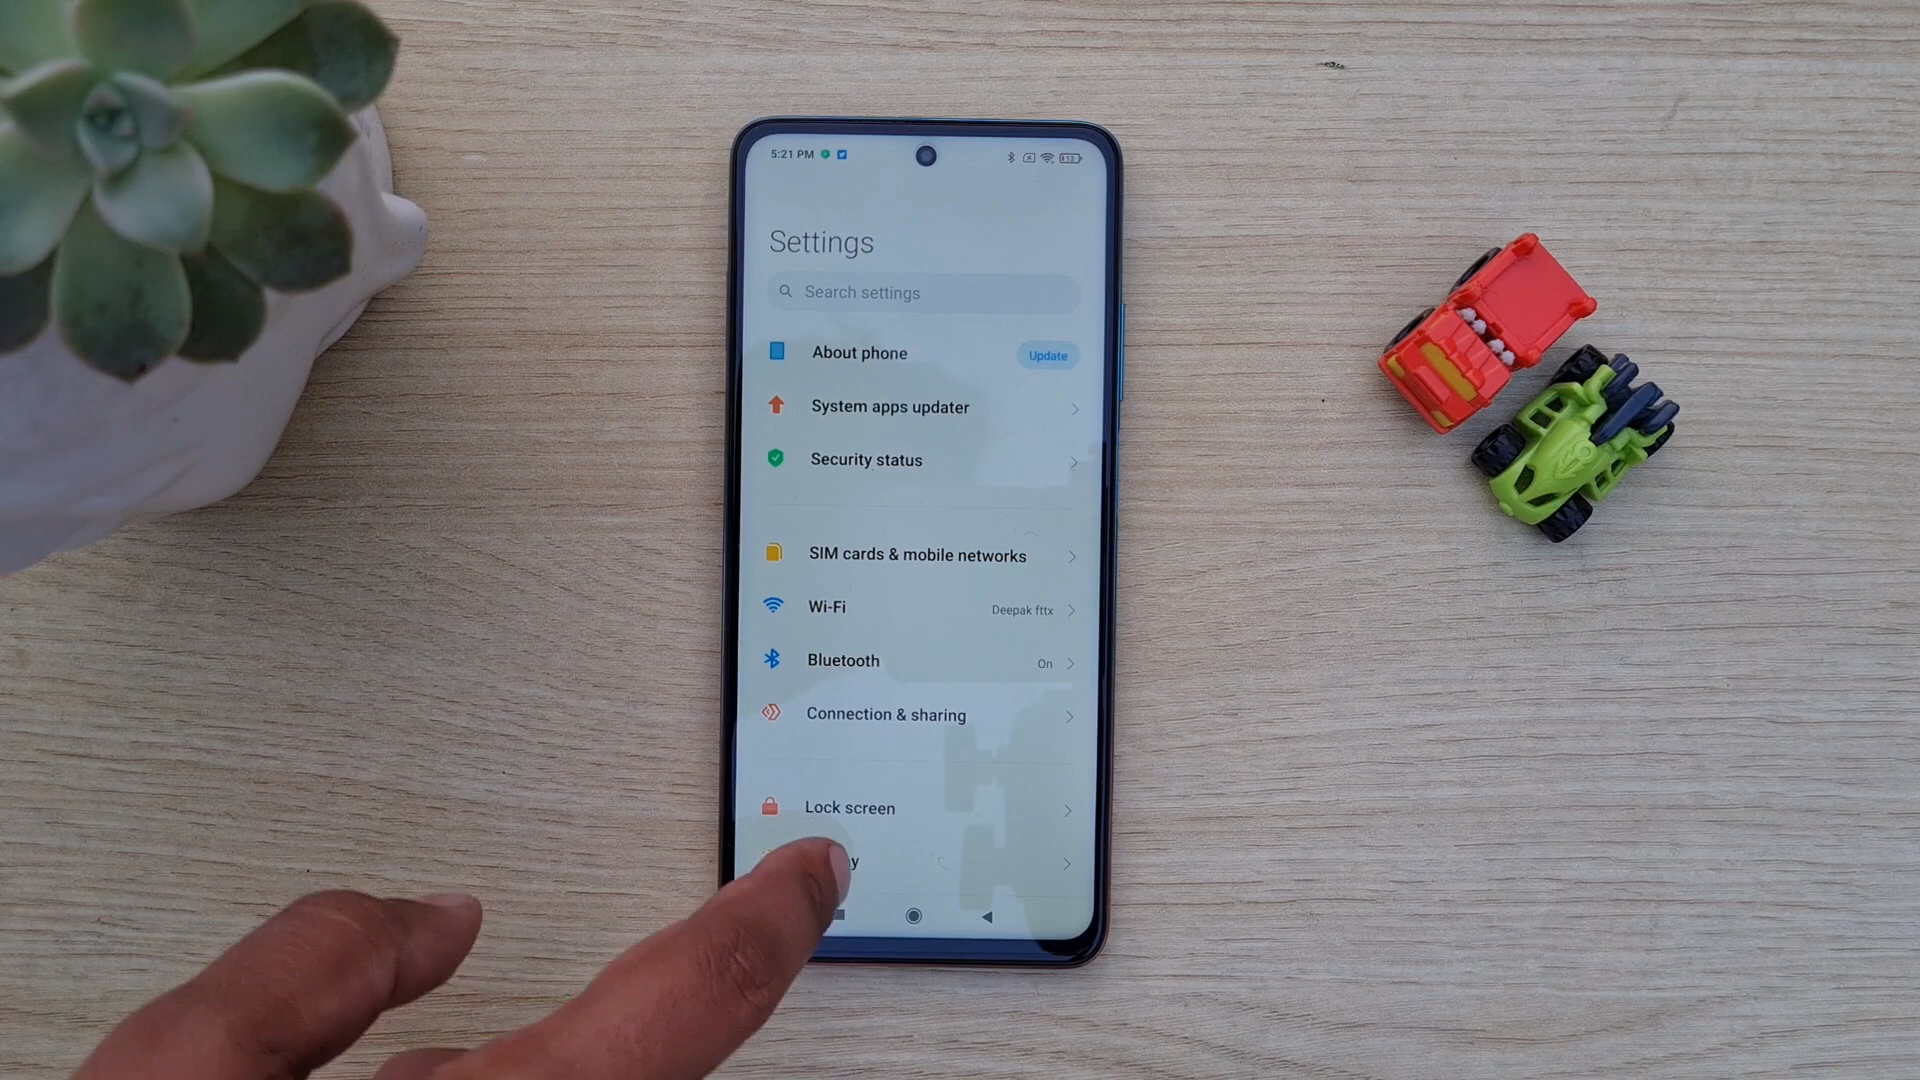 5:21 PM
13
Settings
Search settings
About phone
Update
System apps updater
Security status
SIM cards & mobile networks
Wi-Fi
Deepak fttx
Bluetooth
On
Connection & sharing
Lock screen